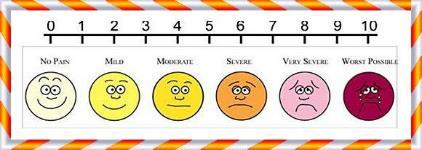 0 1 2 3 4 5 6 7 8 9 10
NO PAIN MILD MODERATE SEVERE VERY SEVERE WORST POSSIBLE